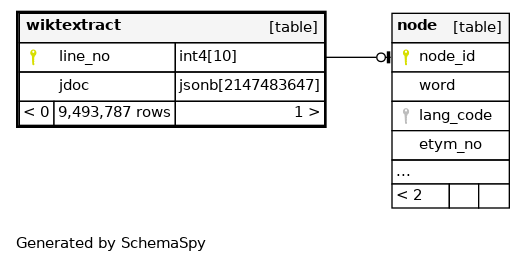 wiktextract [table]
line_no int4[10]
jdoc jsonb[2147483647]
< 0 9,493,787 rows 1 >
node [table]
node_id
word
lang_code
etym_no
...
< 2
Generated by SchemaSpy